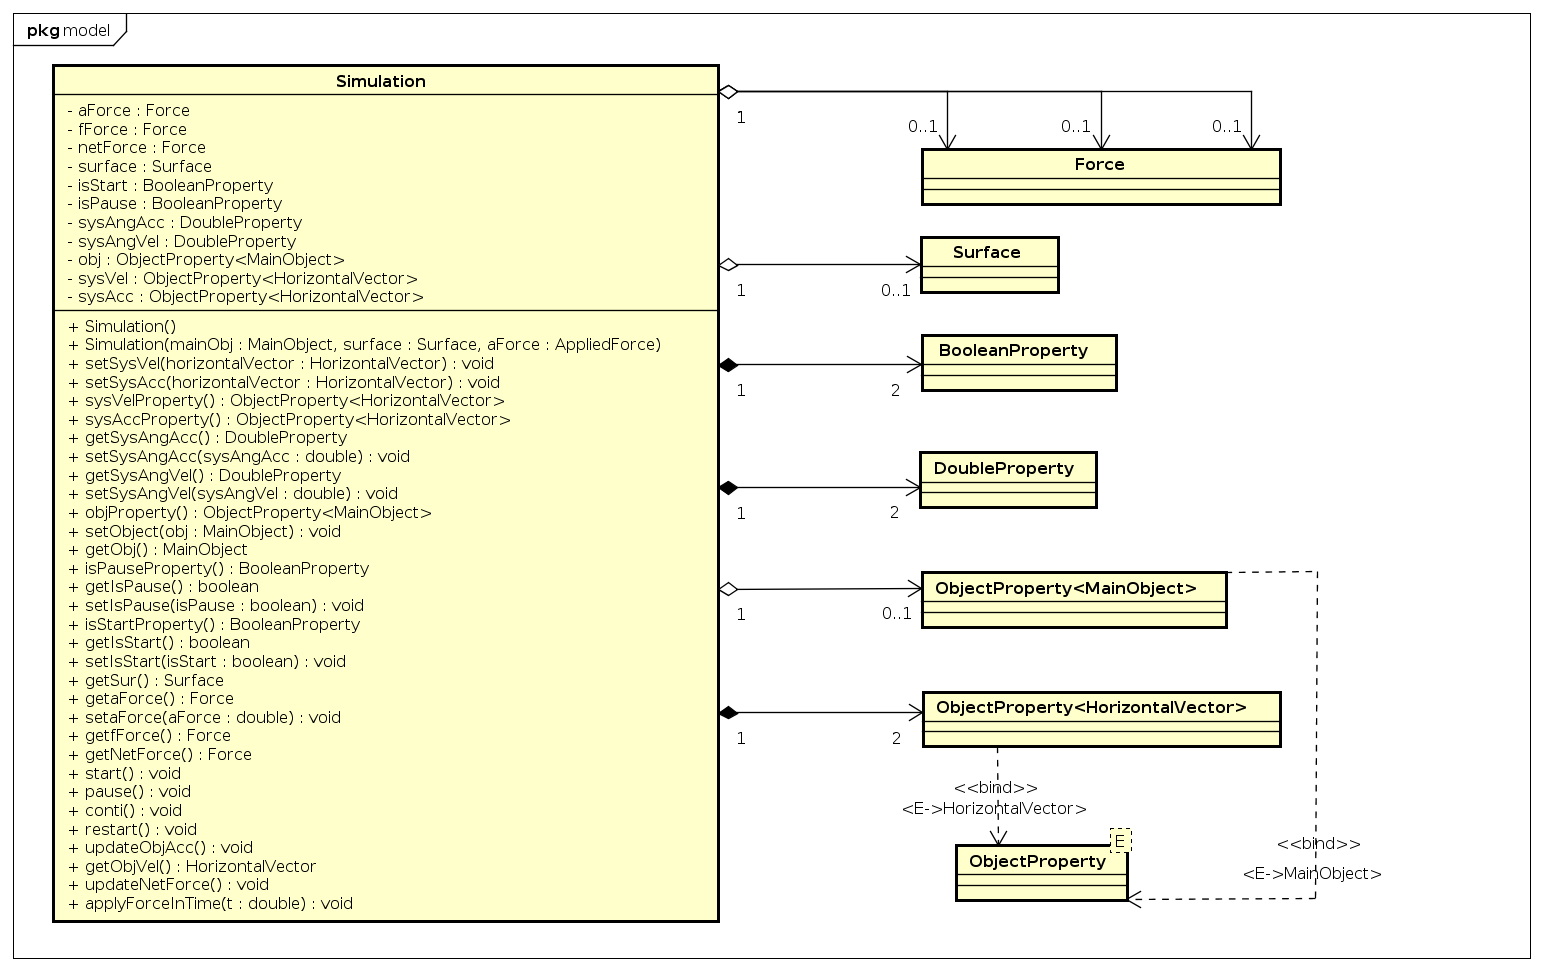 pkg model
Simulation
- aForce : Force
- fForce : Force
- netForce : Force
- surface : Surface
- isStart : BooleanProperty
- isPause : BooleanProperty
- sysAngAcc : DoubleProperty
- sysAngVel : DoubleProperty
- obj : ObjectProperty<MainObject>
- sysVel : ObjectProperty<HorizontalVector>
- sysAcc : ObjectProperty<HorizontalVector>
+ Simulation()
+ Simulation(mainObj : MainObject, surface : Surface, aForce : AppliedForce)
+ setSysVel(horizontalVector : HorizontalVector) : void
+ setSysAcc(horizontalVector : HorizontalVector) : void
+ sysVelProperty() : ObjectProperty<HorizontalVector>
+ sysAccProperty() : ObjectProperty<HorizontalVector>
+ getSysAngAcc() : DoubleProperty
+ setSysAngAcc(sysAngAcc : double) : void
+ getSysAngVel() : DoubleProperty
+ setSysAngVel(sysAngVel : double) : void
+ objProperty() : ObjectProperty<MainObject>
+ setObject(obj : MainObject) : void
+ getObj() : MainObject
+ isPauseProperty() : BooleanProperty
+ getIsPause() : boolean
+ setIsPause(isPause : boolean) : void
+ isStartProperty() : BooleanProperty
+ getIsStart() : boolean
+ setIsStart(isStart : boolean) : void
+ getSur() : Surface
+ getaForce() : Force
+ setaForce(aForce : double) : void
+ getfForce() : Force
+ getNetForce() : Force
+ start() : void
+ pause() : void
+ conti() : void
+ restart() : void
+ updateObjAcc() : void
+ getObjVel() : HorizontalVector
+ updateNetForce() : void
+ applyForceInTime(t : double) : void
1
0..1
0..1
0..1
Force
Surface
1
0..1
BooleanProperty
1
2
DoubleProperty
1
2
ObjectProperty<MainObject>
1
0..1
ObjectProperty<HorizontalVector>
1
2
<<bind>>
<E->HorizontalVector>
E
ObjectProperty
<<bind>>
<E->MainObject>